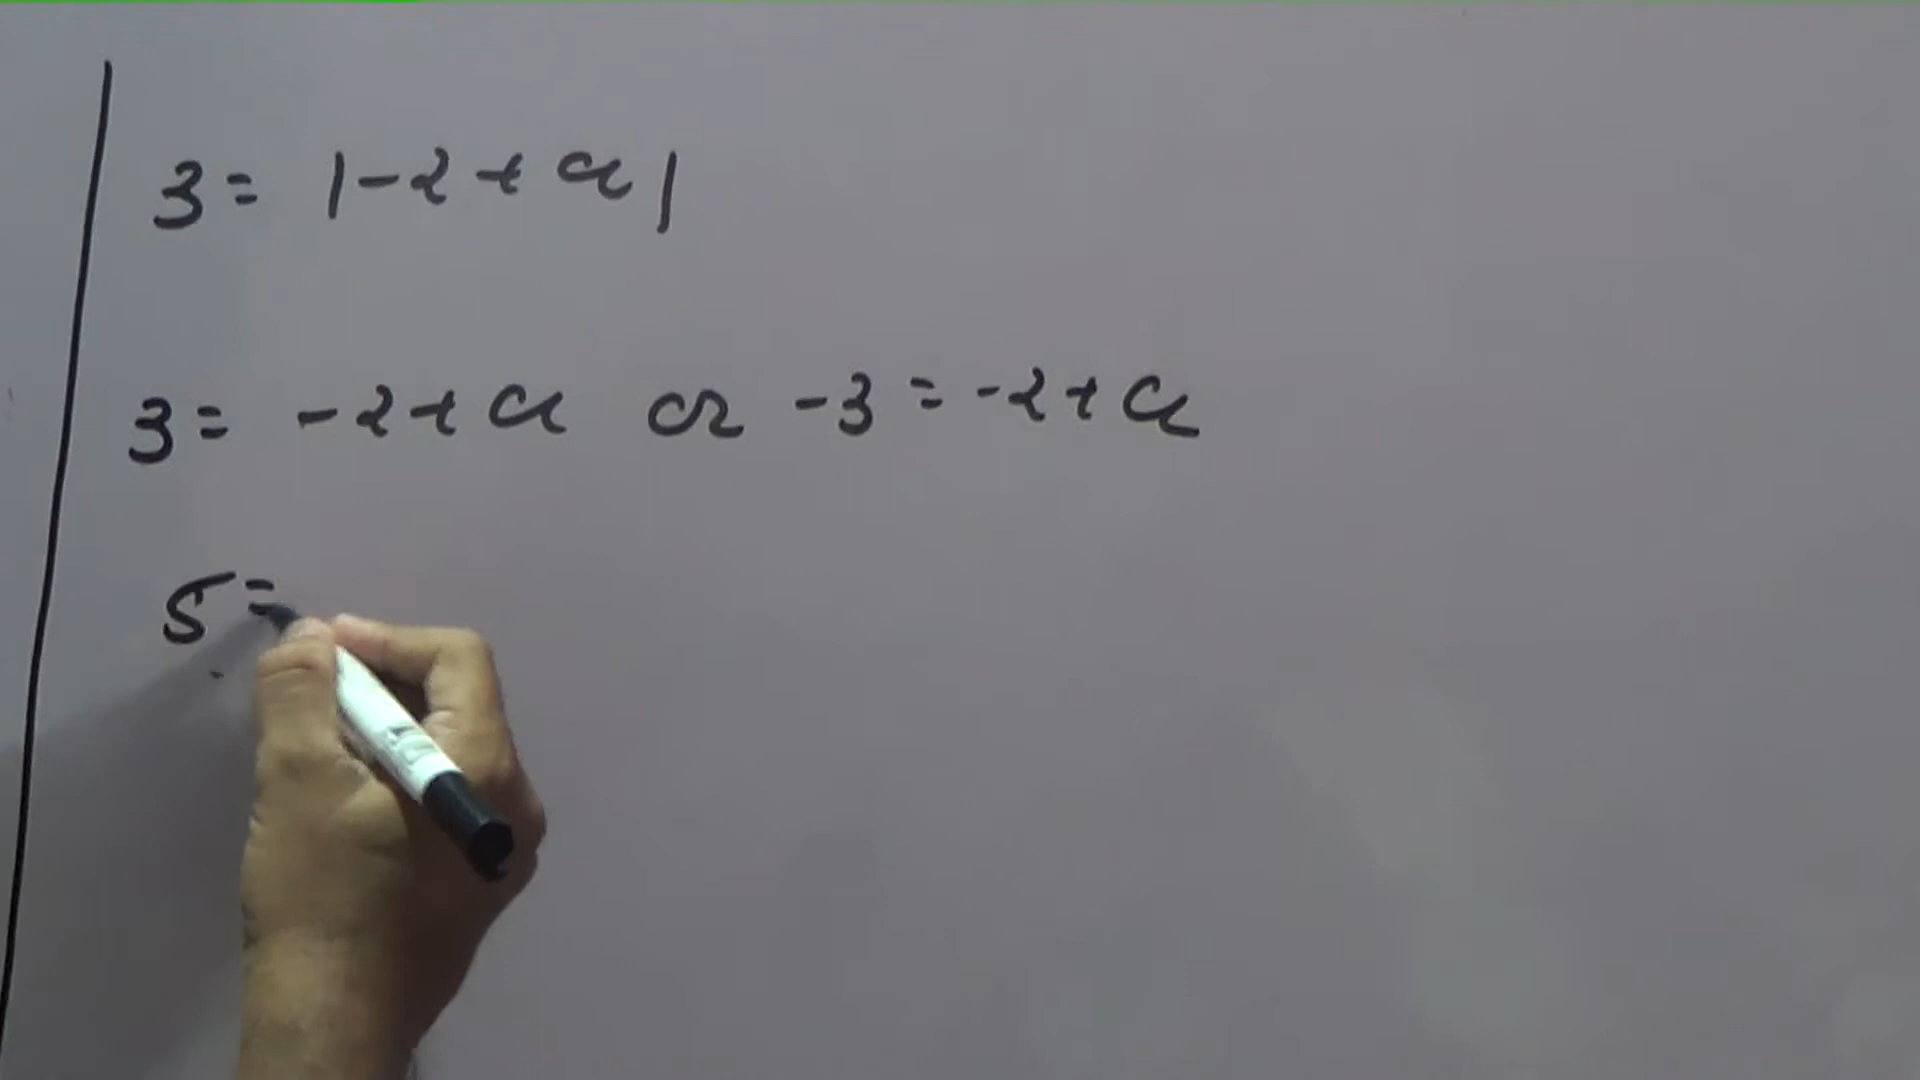 3 = |-2 + a|
3 = -2 + a or -3 = -2 + a
5 =